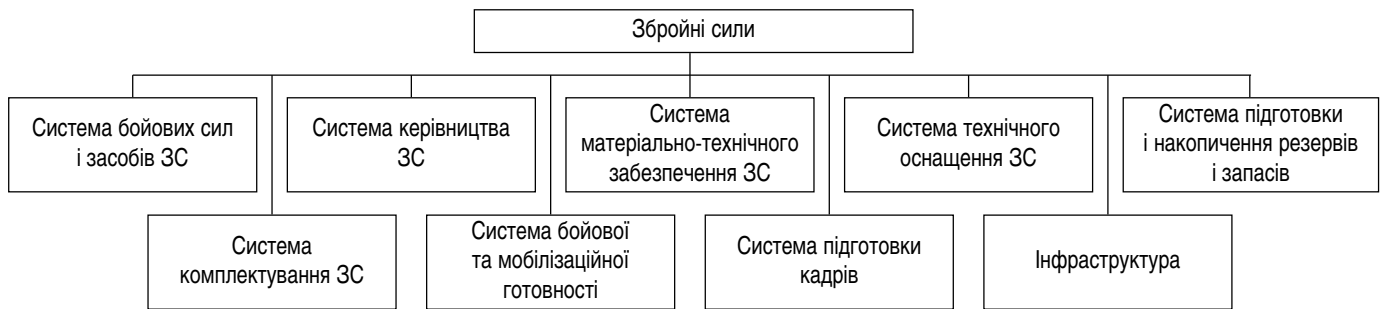 Збройні сили
Система бойових сил
і засобів ЗС
Система керівництва
ЗС
Система
матеріально-технічного
забезпечення ЗС
Система технічного
оснащення ЗС
Система підготовки
і накопичення резервів
і запасів
Система
комплектування ЗС
Система бойової
та мобілізаційної
готовності
Система підготовки
кадрів
Інфраструктура